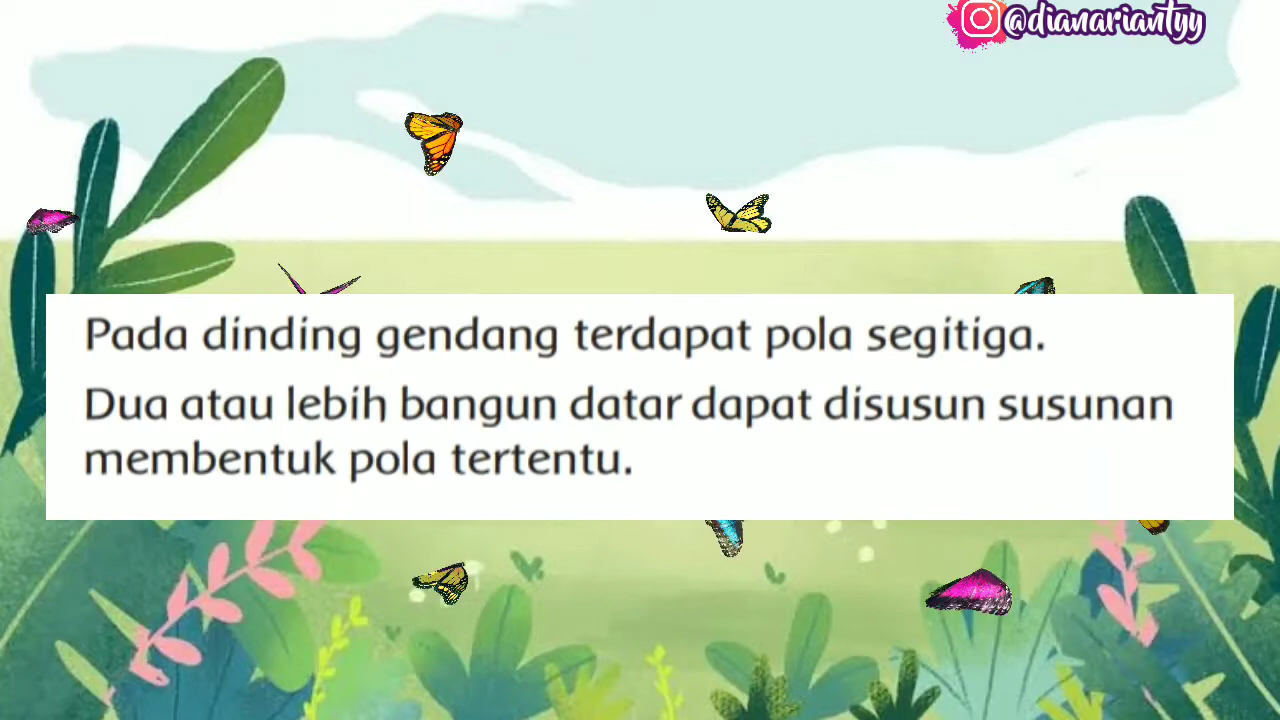 @dianariantyy
Pada dinding gendang terdapat pola segitiga.
Dua atau lebih bangun datar dapat disusun susunan
membentuk pola tertentu.